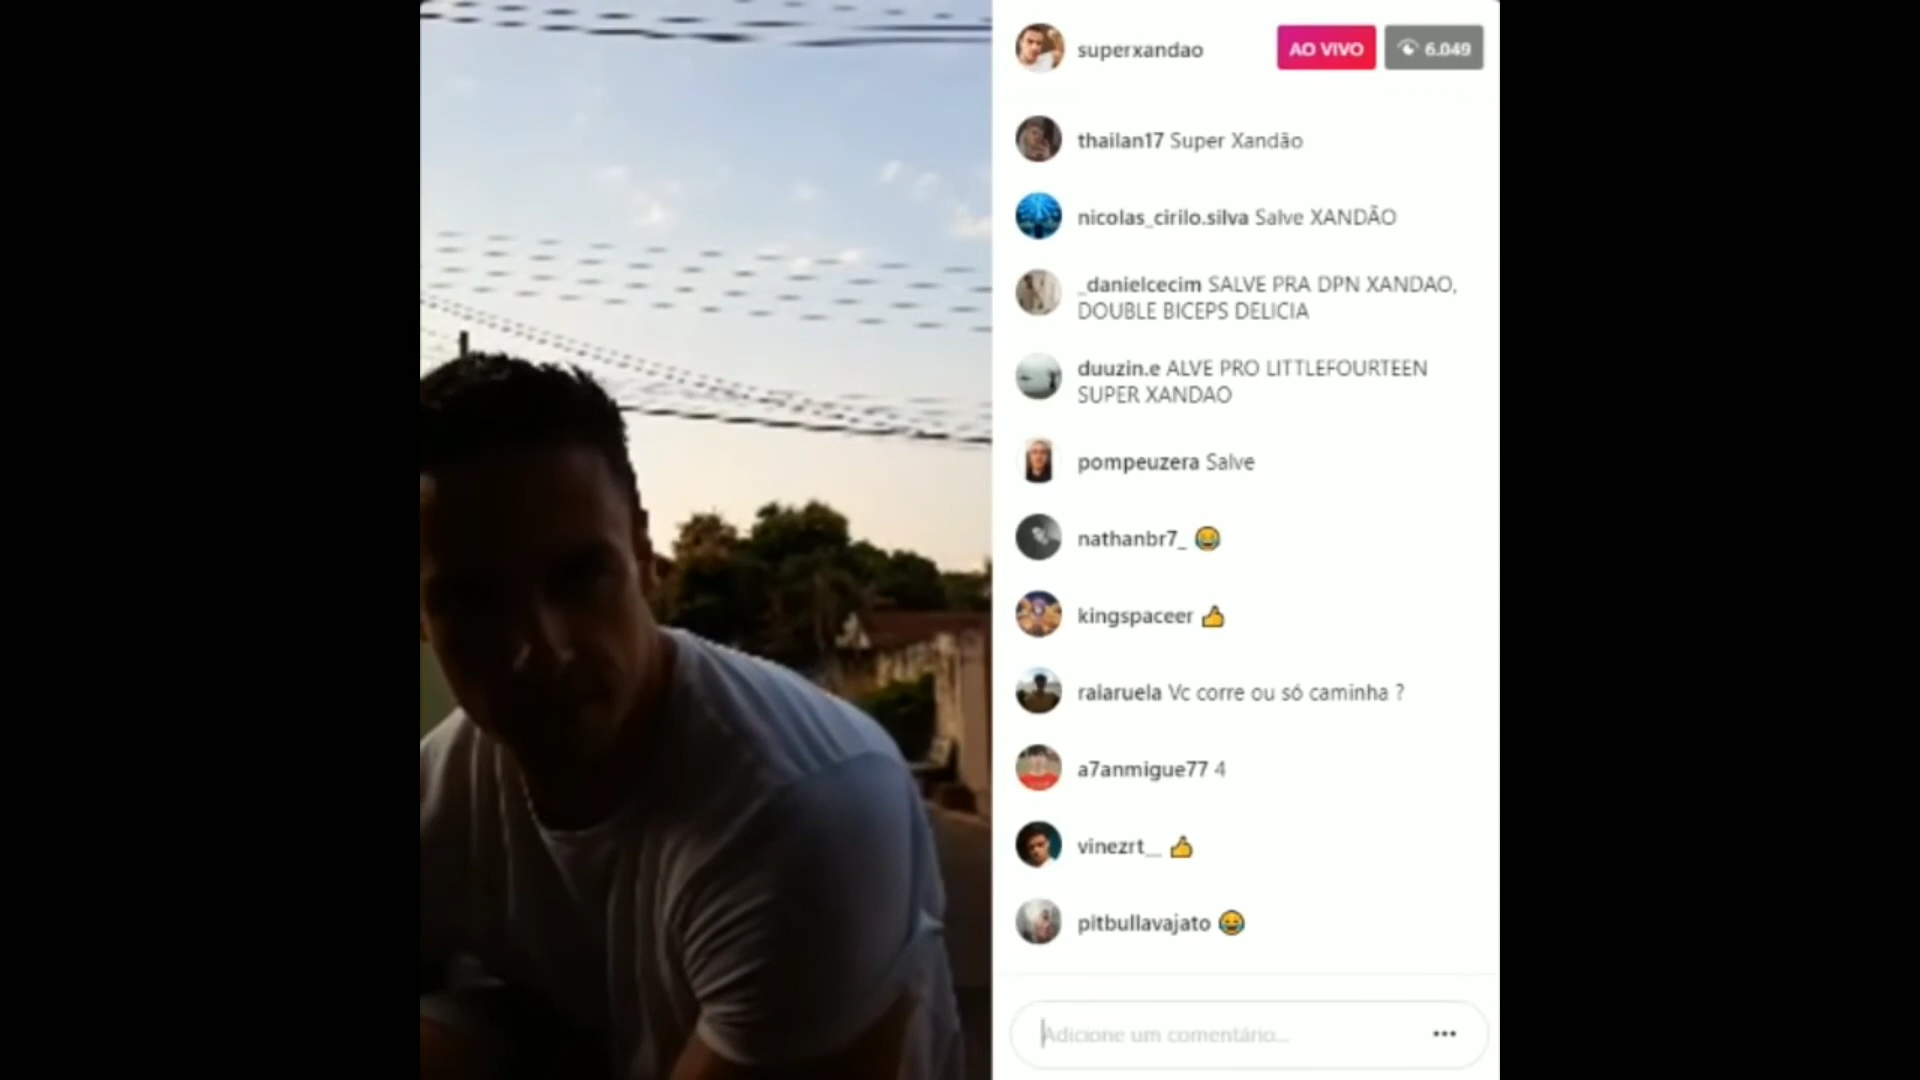 superxandao
AO VIVO
6.049
thailan17 Super Xandão
nicolas_cirilo.silva Salve XANDÃO
_danielcecim SALVE PRA DPN XANDAO,
DOUBLE BICEPS DELICIA
duuzin.e ALVE PRO LITTLEFOURTEEN
SUPER XANDAO
pompeuzera Salve
nathanbr7_ 😂
kingspaceer 👍
raiaruela Vc corre ou só caminha ?
a7anmigue77 4
vinezrt__ 👍
pitbullavajato 😂
Adicione um comentário...